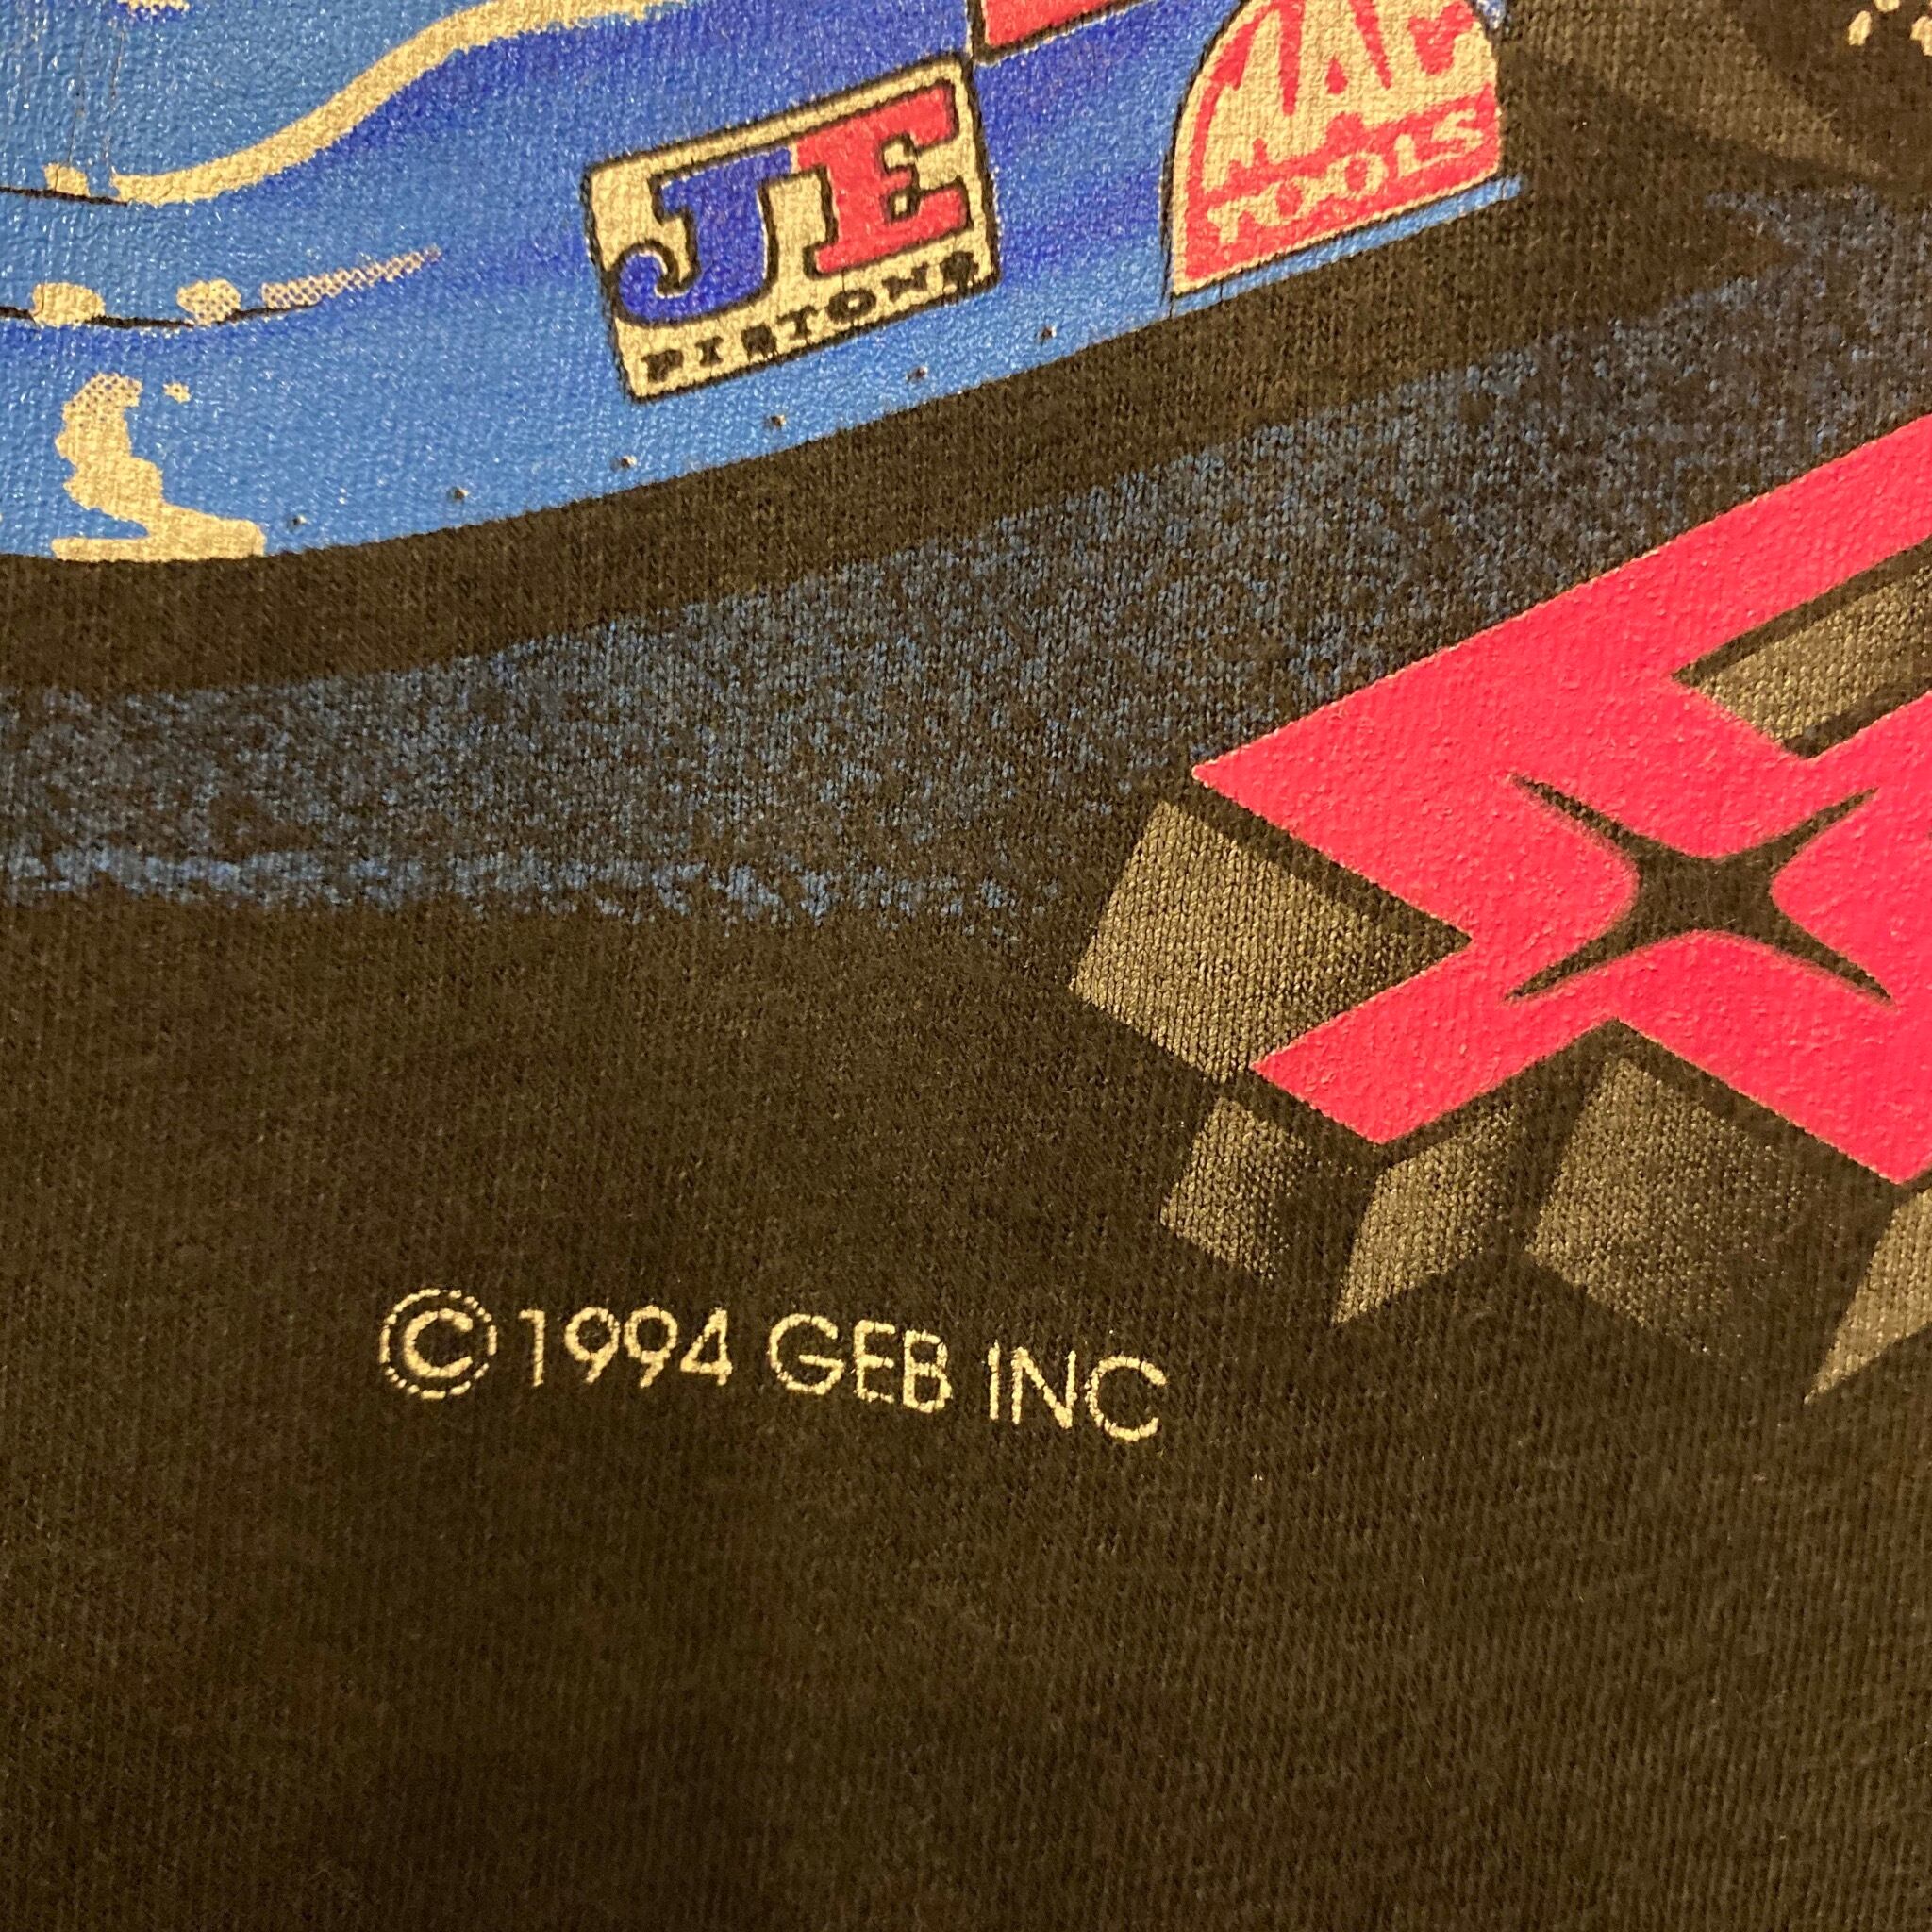 MAC
TOOLS
JE
PISTONS
© 1994 GEB INC